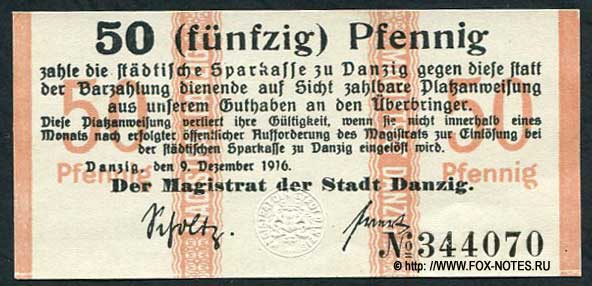 50 (fünfzig) Pfennig
zahle die städtische Sparkasse zu Danzig gegen diese statt
der Barzahlung dienende auf Sicht zahlbare Platzanweisung
aus unserem Guthaben an den Überbringer.
Diese Platzanweisung verliert ihre Gültigkeit, wenn sie nicht innerhalb eines
Monats nach erfolgter öffentlicher Aufforderung des Magistrats zur Einlösung bei
der städtischen Sparkasse zu Danzig eingelöst wird.
Danzig, den 9. Dezember 1916.
Der Magistrat der Stadt Danzig.
50
Pfennig
50
Pfennig
Scholtz.
No 344070
http://WWW.FOX-NOTES.RU